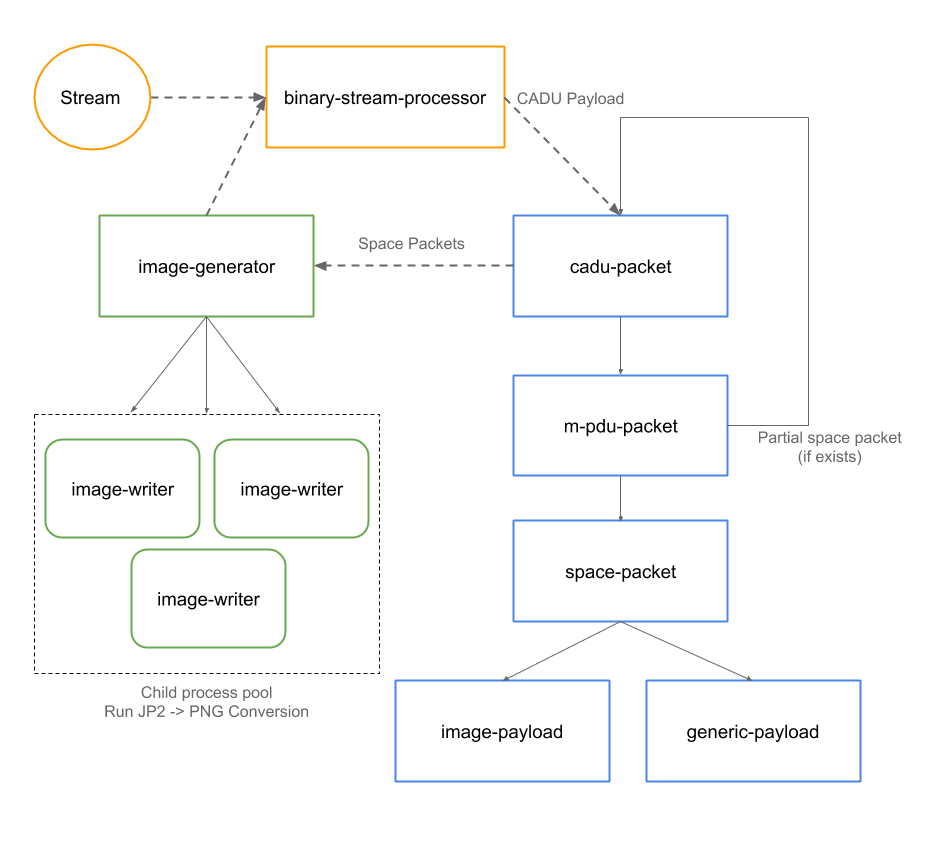 Stream
binary-stream-processor
CADU Payload
image-generator
Space Packets
cadu-packet
m-pdu-packet
Partial space packet
(if exists)
image-writer
image-writer
image-writer
space-packet
Child process pool
Run JP2 -> PNG Conversion
image-payload
generic-payload